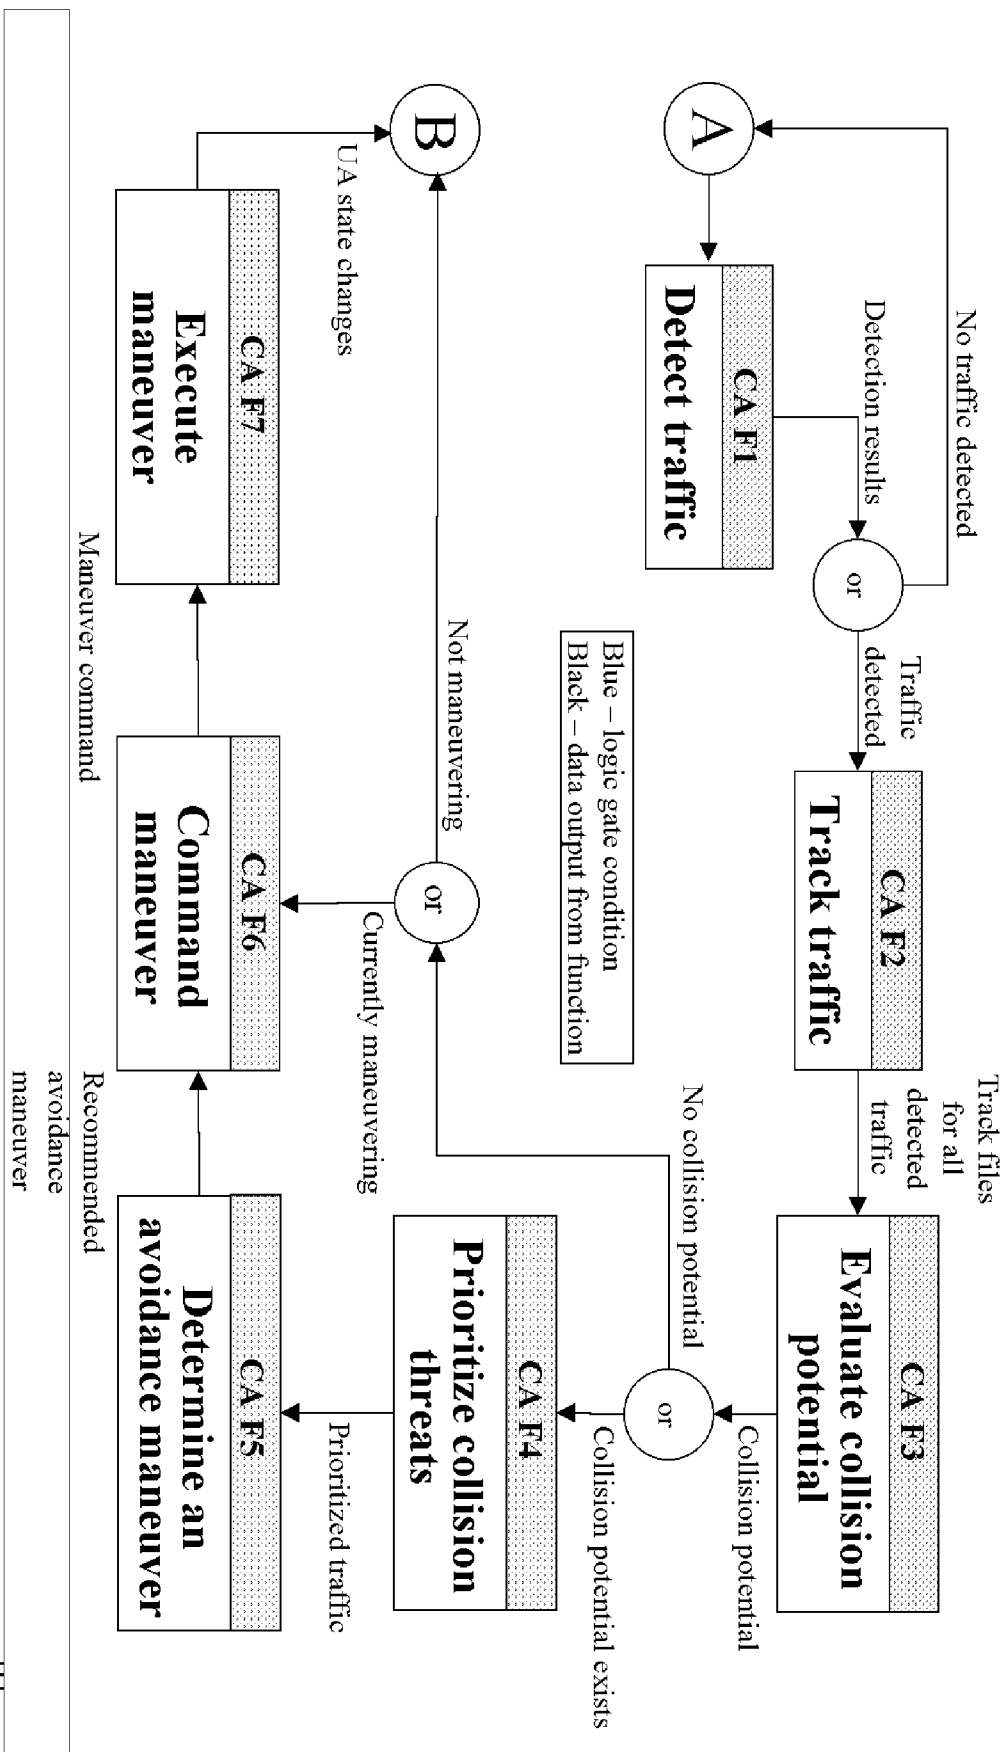 No traffic detected
Detection results
A
CA F1
Detect traffic
or
Traffic
detected
CA F2
Track traffic
Track files
for all
detected
traffic
CA F3
Evaluate collision
potential
Collision potential
or
No collision potential
Collision potential exists
Blue – logic gate condition
Black – data output from function
CA F4
Prioritize collision
threats
Prioritized traffic
B
Not maneuvering
or
Currently maneuvering
UA state changes
CA F7
Execute
maneuver
Maneuver command
CA F6
Command
maneuver
Recommended
avoidance
maneuver
CA F5
Determine an
avoidance maneuver